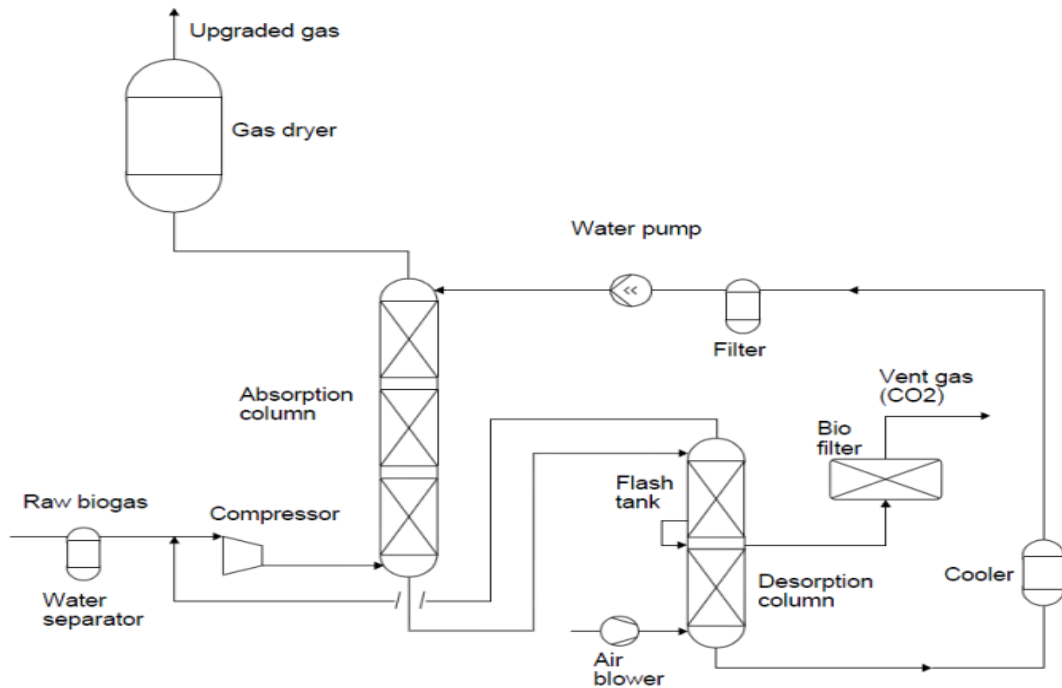 Upgraded gas
Gas dryer
Water pump
Filter
Vent gas
(CO2)
Absorption
column
Bio
filter
Flash
tank
Raw biogas
Compressor
Cooler
Desorption
column
Water
separator
Air
blower